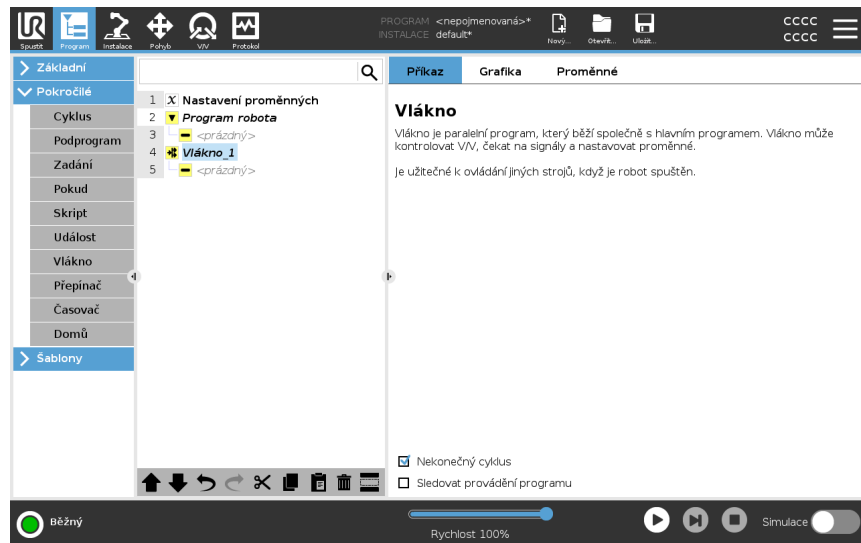 PROGRAM <nepojmenovaná>*
INSTALACE default*
Spustit Program Instalace Pohyb V/V Protokol Nový... Otevřít... Uložit...
CCCC
CCCC
Základní
Pokročilé
Cyklus
Podprogram
Zadání
Pokud
Skript
Událost
Vlákno
Přepínač
Časovač
Domů
Šablony
1 X Nastavení proměnných
2 Program robota
3 <prázdný>
4 Vlákno_1
5 <prázdný>
Příkaz Grafika Proměnné
Vlákno
Vlákno je paralelní program, který běží společně s hlavním programem. Vlákno může
kontrolovat V/V, čekat na signály a nastavovat proměnné.
Je užitečné k ovládání jiných strojů, když je robot spuštěn.
Nekonečný cyklus
Sledovat provádění programu
Běžný
Rychlost 100%
Simulace